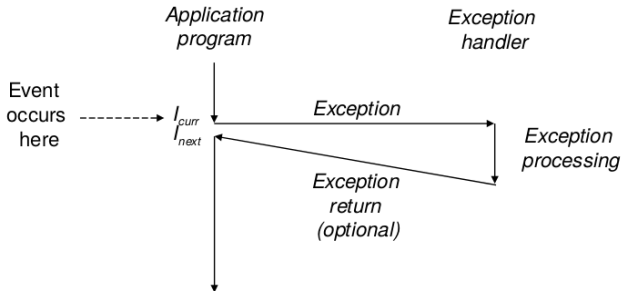 Application
program
Exception
handler
Event
occurs
here
I_curr
I_next
Exception
Exception
processing
Exception
return
(optional)